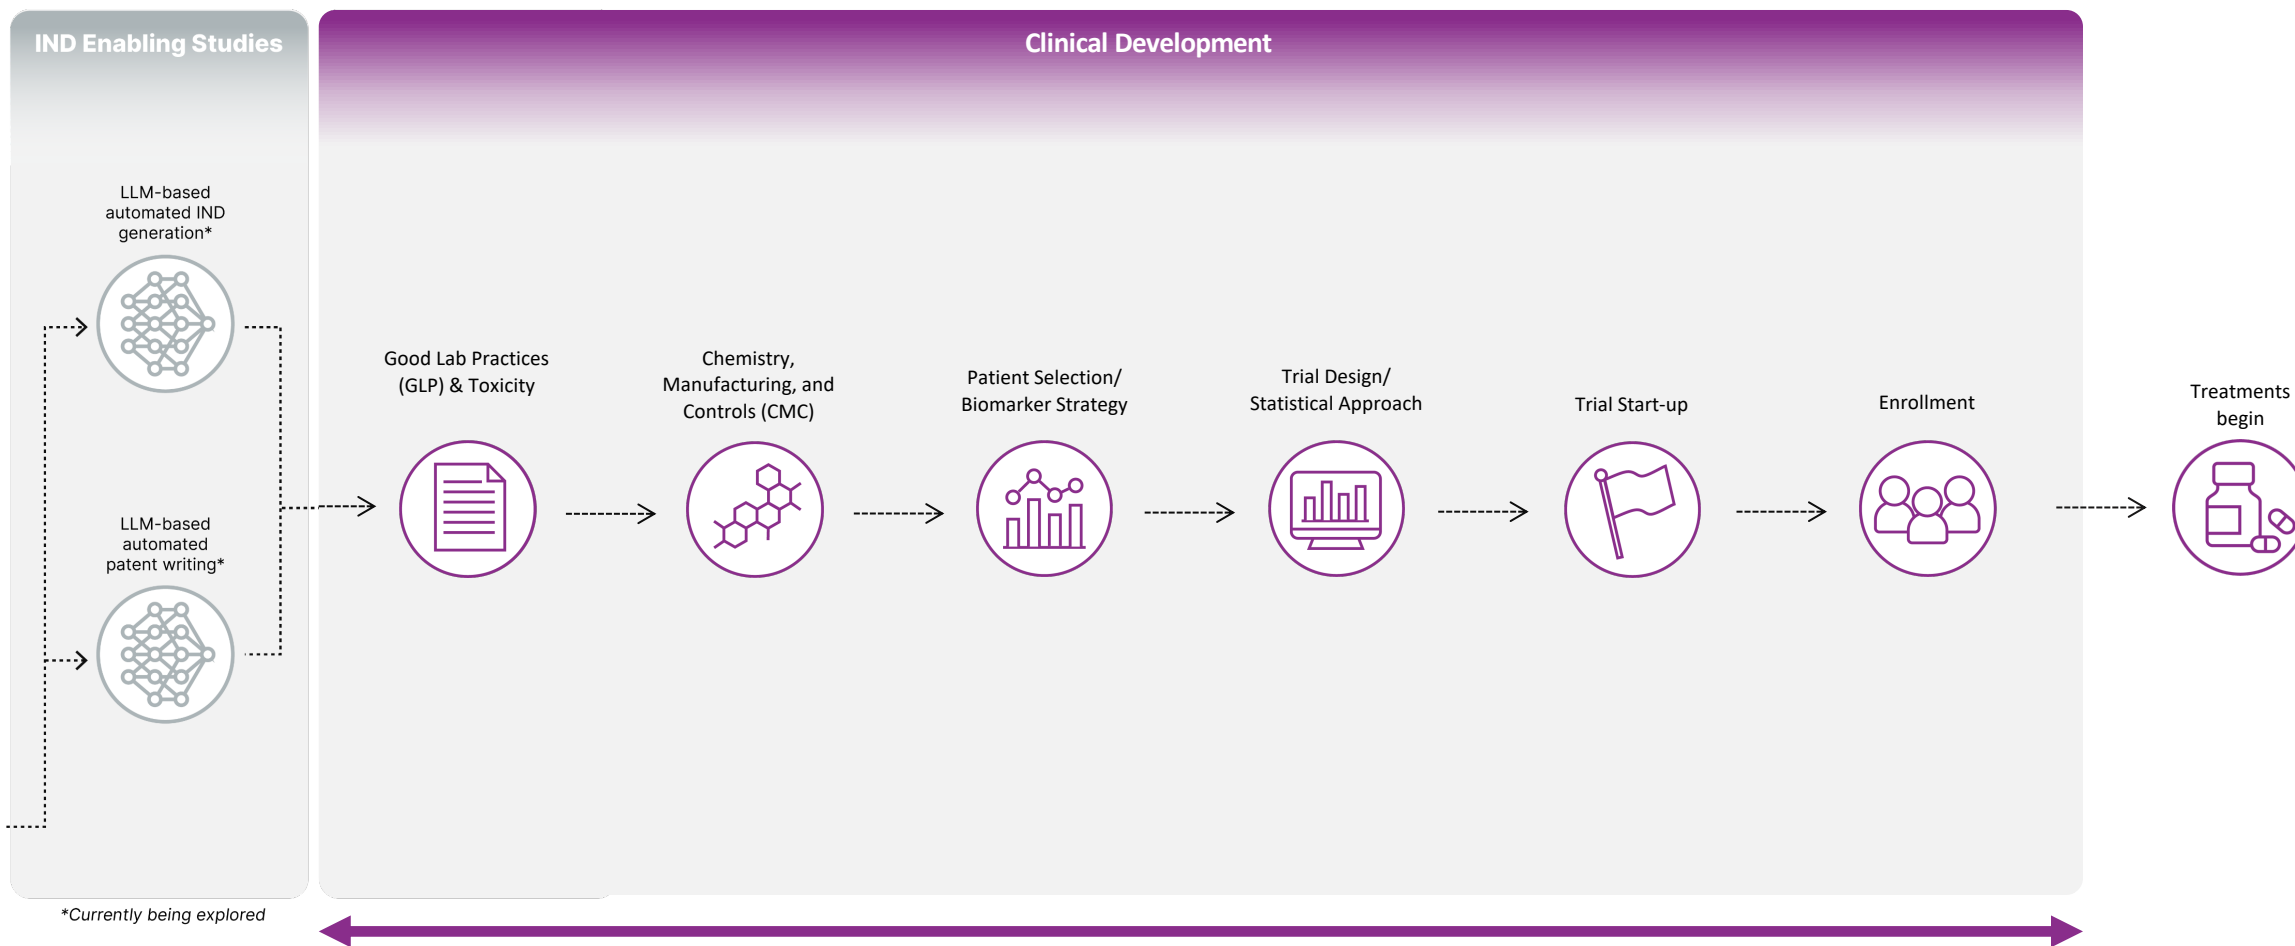 IND Enabling Studies
Clinical Development
LLM-based
automated IND
generation*
LLM-based
automated
patent writing*
Good Lab Practices
(GLP) & Toxicity
Chemistry,
Manufacturing, and
Controls (CMC)
Patient Selection/
Biomarker Strategy
Trial Design/
Statistical Approach
Trial Start-up
Enrollment
Treatments
begin
*Currently being explored